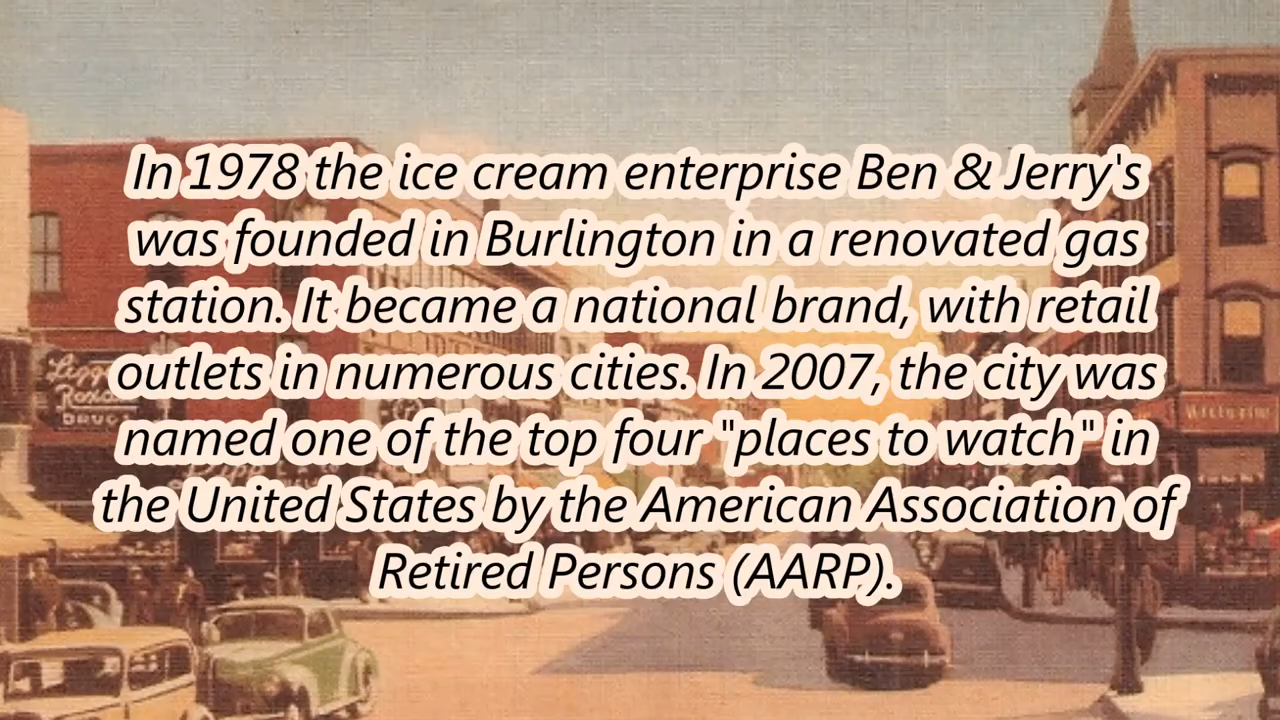 In 1978 the ice cream enterprise Ben & Jerry's
was founded in Burlington in a renovated gas
station. It became a national brand, with retail
outlets in numerous cities. In 2007, the city was
named one of the top four "places to watch" in
the United States by the American Association of
Retired Persons (AARP).
DRUGS